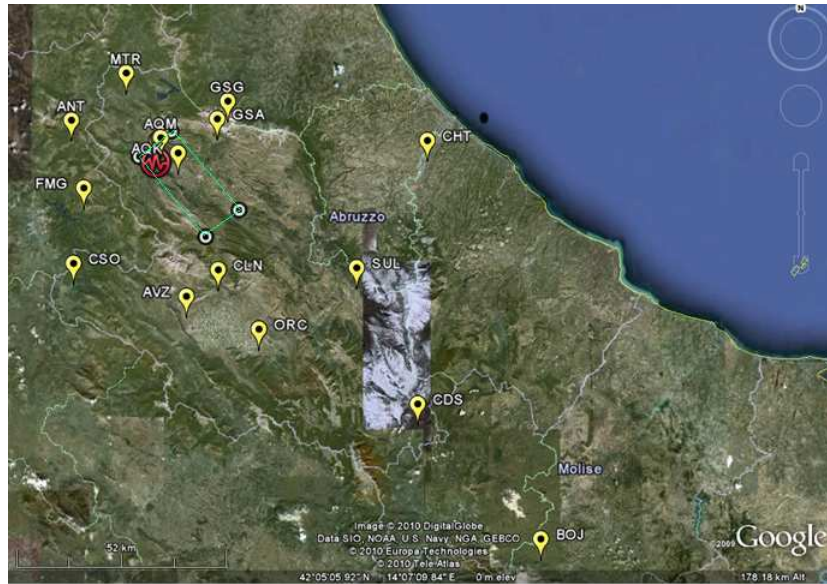 N
MTR
GSG
ANT
GSA
AQM
CHT
AQK
FMG
Abruzzo
CSO
CLN
SUL
AVZ
ORC
CDS
Molise
Image © 2010 DigitalGlobe
Data SIO, NOAA, U.S. Navy, NGA, GEBCO
© 2010 Europa Technologies
© 2010 Tele Atlas
BOJ
©2009 Google
52 km
42°05'05.92" N 14°07'09.84" E 0 m elev 178.18 km Alt